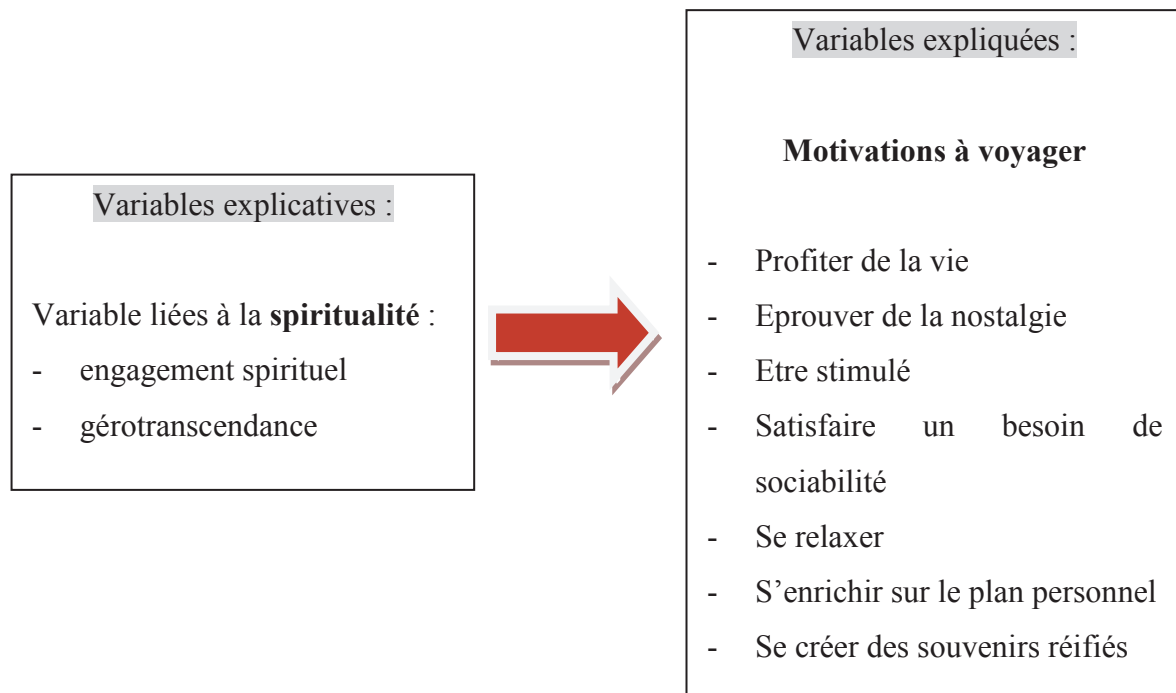 Variables explicatives :
Variable liées à la spiritualité :
- engagement spirituel
- gérotranscendance
Variables expliquées :
Motivations à voyager
- Profiter de la vie
- Eprouver de la nostalgie
- Etre stimulé
- Satisfaire un besoin de
sociabilité
- Se relaxer
- S’enrichir sur le plan personnel
- Se créer des souvenirs réifiés